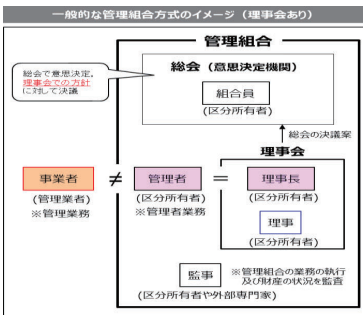 一般的な管理組合方式のイメージ（理事会あり）
管理組合
総会（意思決定機関）
総会で意思決定。
理事会での方針
に対して決議
組合員
(区分所有者)
総会の決議案
理事会
事業者
≠
管理者
=
理事長
(管理業者)
※管理業務
(区分所有者)
※管理者業務
(区分所有者)
理事
(区分所有者)
監事
※管理組合の業務の執行
及び財産の状況を監査
(区分所有者や外部専門家)